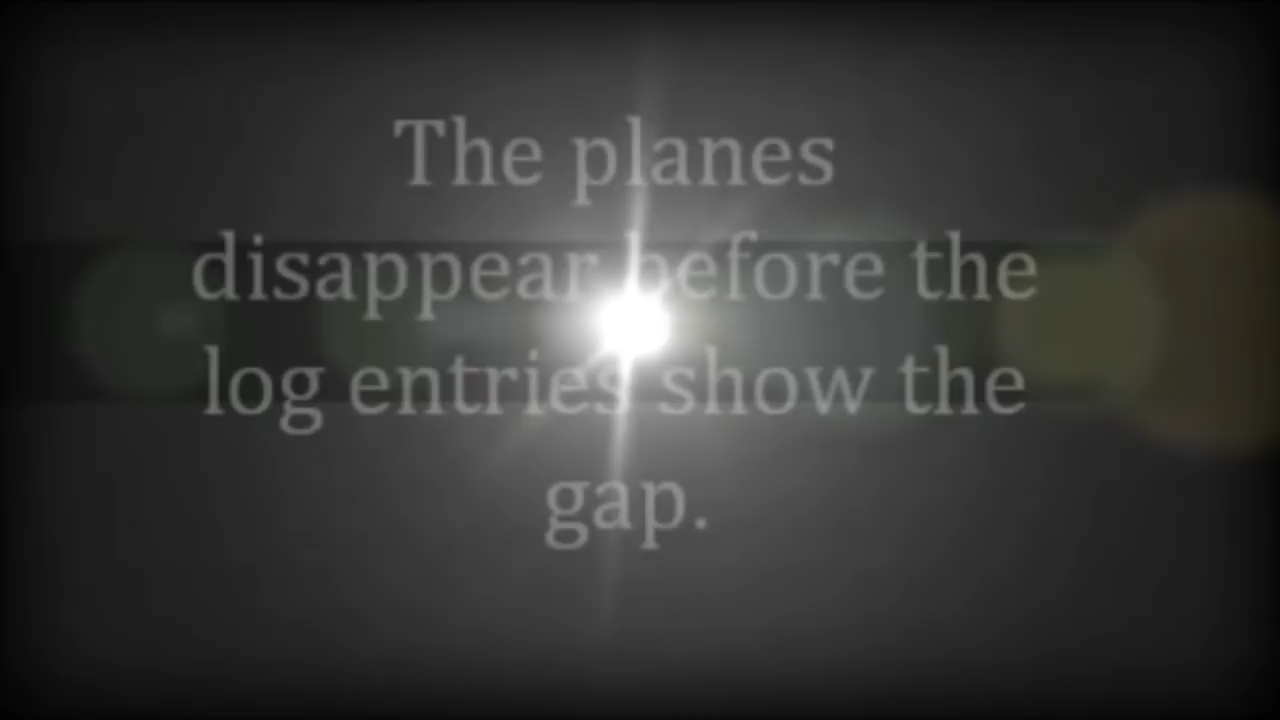 The planes
disappear before the
log entries show the
gap.